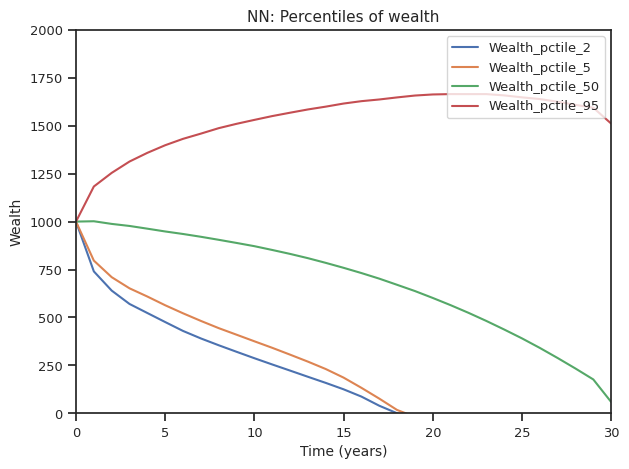 NN: Percentiles of wealth
2000
1750
1500
1250
1000
750
500
250
0
Wealth
Wealth_pctile_2
Wealth_pctile_5
Wealth_pctile_50
Wealth_pctile_95
0 5 10 15 20 25 30
Time (years)